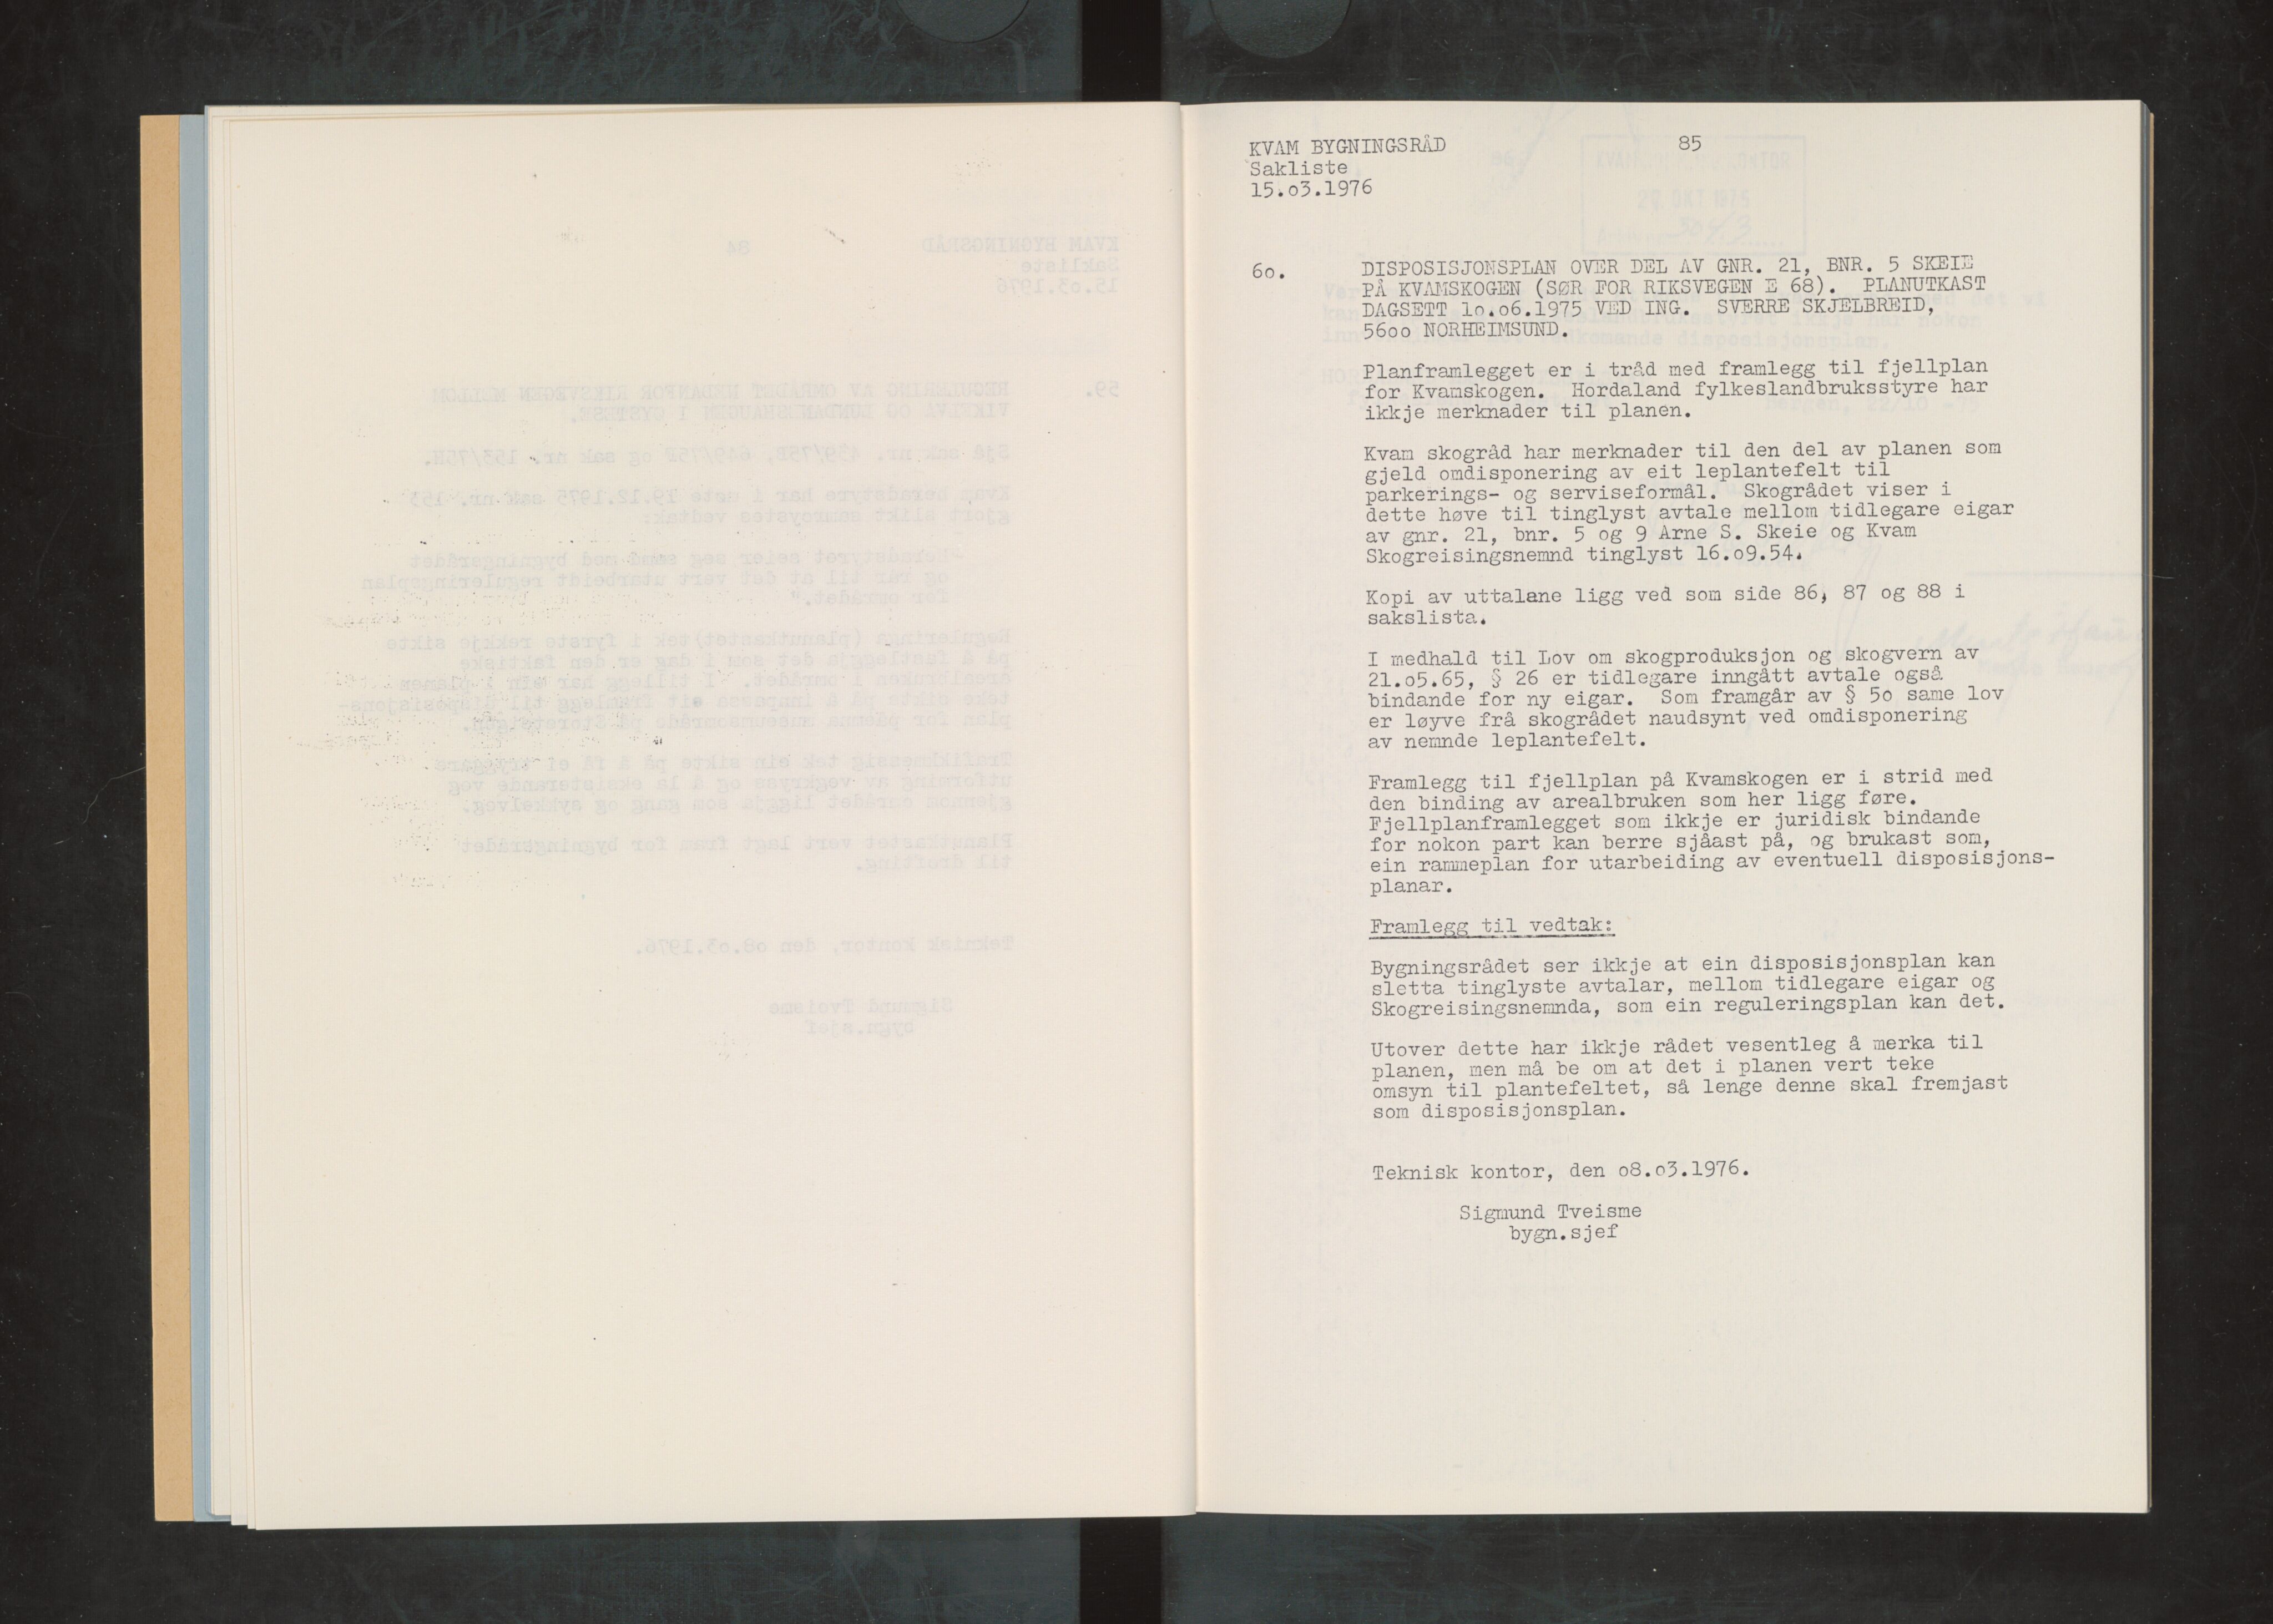 KVAM BYGNINGSRÅD
85
Sakliste
15.o3.1976
6o.
DISPOSISJONSPLAN OVER DEL AV GNR. 21, BNR. 5 SKEIE
PÅ KVAMSKOGEN (SØR FOR RIKSVEGEN E 68). PLANUTKAST
DAGSETT 1o.o6.1975 VED ING. SVERRE SKJELBREID,
56oo NORHEIMSUND.
Planframlegget er i tråd med framlegg til fjellplan
for Kvamskogen. Hordaland fylkeslandbruksstyre har
ikkje merknader til planen.
Kvam skogråd har merknader til den del av planen som
gjeld omdisponering av eit leplantefelt til
parkerings- og serviseformål. Skogrådet viser i
dette høve til tinglyst avtale mellom tidlegare eigar
av gnr. 21, bnr. 5 og 9 Arne S. Skeie og Kvam
Skogreisingsnemnd tinglyst 16.o9.54.
Kopi av uttalane ligg ved som side 86, 87 og 88 i
sakslista.
I medhald til Lov om skogproduksjon og skogvern av
21.o5.65, § 26 er tidlegare inngått avtale også
bindande for ny eigar. Som framgår av § 5o same lov
er løyve frå skogrådet naudsynt ved omdisponering
av nemnde leplantefelt.
Framlegg til fjellplan på Kvamskogen er i strid med
den binding av arealbruken som her ligg føre.
Fjellplanframlegget som ikkje er juridisk bindande
for nokon part kan berre sjåast på, og brukast som,
ein rammeplan for utarbeiding av eventuell disposisjons-
planar.
Framlegg til vedtak:
Bygningsrådet ser ikkje at ein disposisjonsplan kan
sletta tinglyste avtalar, mellom tidlegare eigar og
Skogreisingsnemnda, som ein reguleringsplan kan det.
Utover dette har ikkje rådet vesentleg å merka til
planen, men må be om at det i planen vert teke
omsyn til plantefeltet, så lenge denne skal fremjast
som disposisjonsplan.
Teknisk kontor, den o8.o3.1976.
Sigmund Tveisme
bygn.sjef